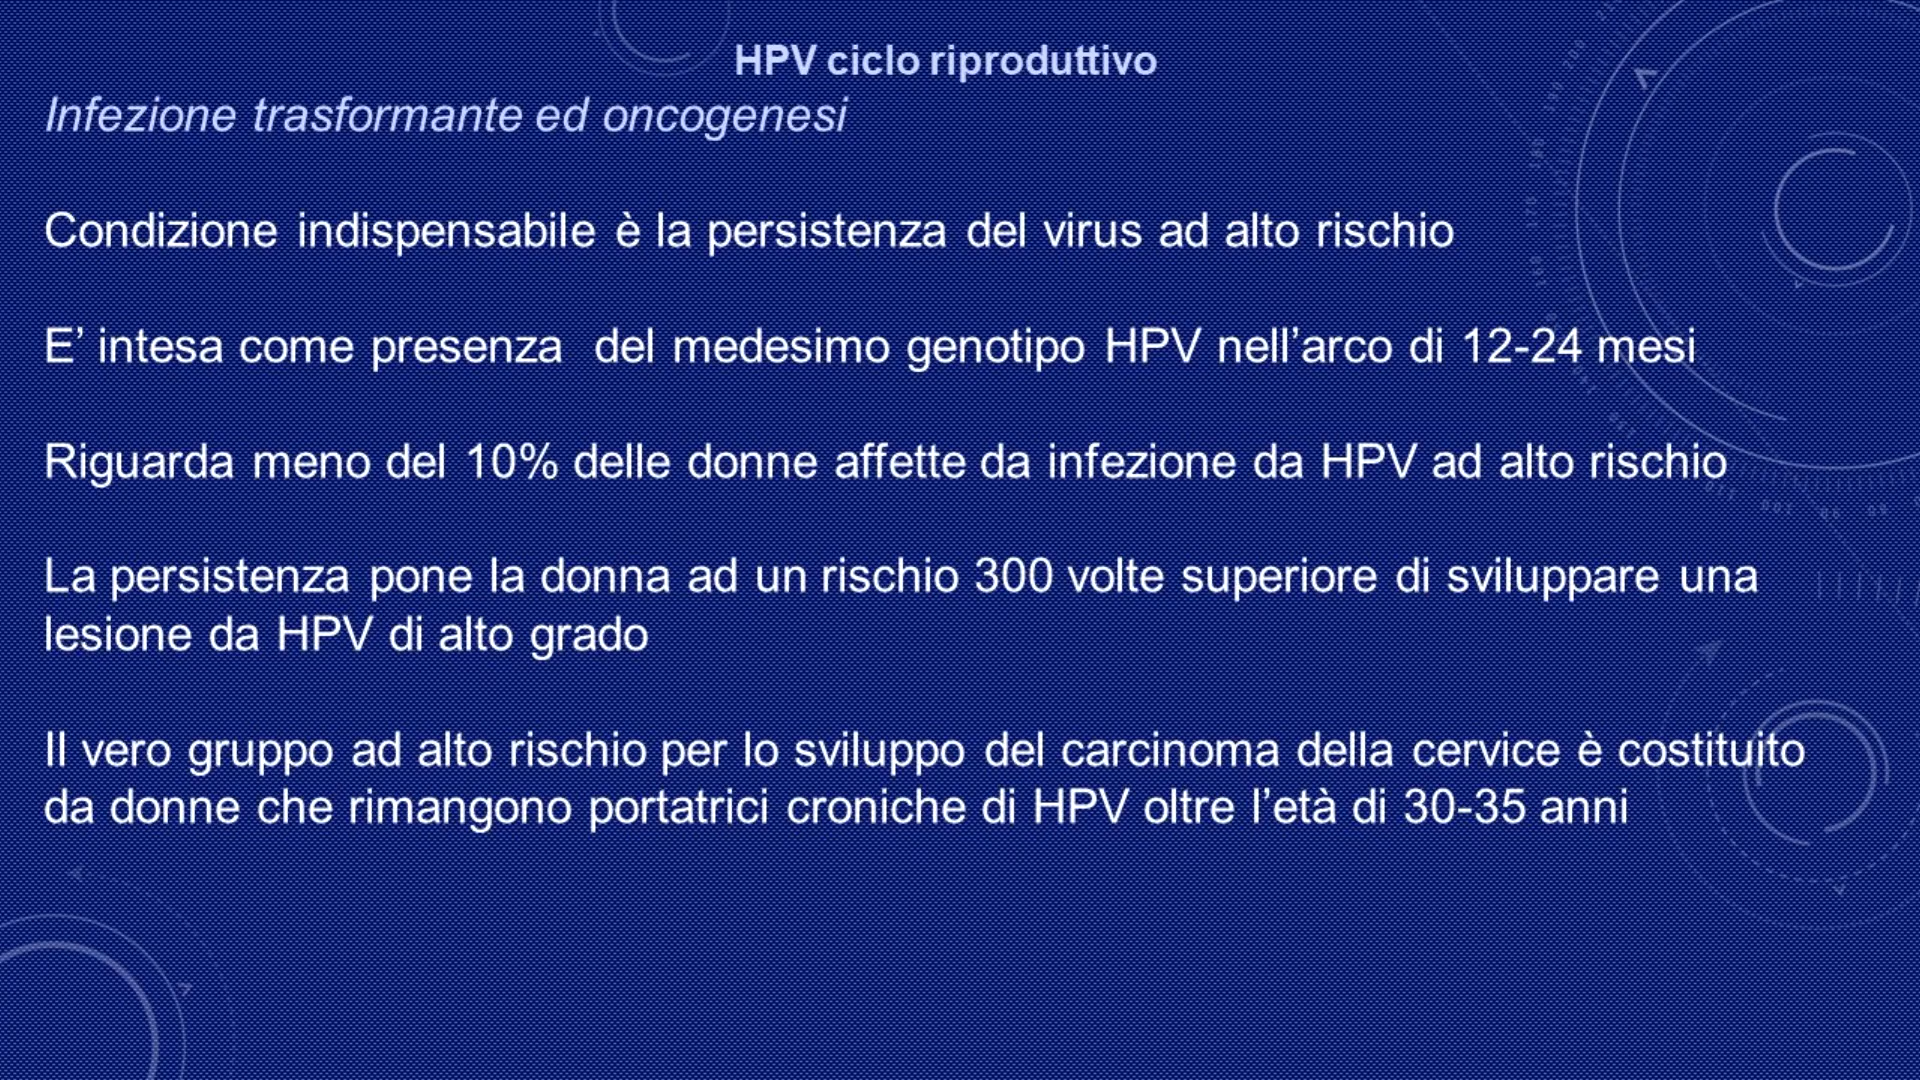 HPV ciclo riproduttivo
Infezione trasformante ed oncogenesi
Condizione indispensabile è la persistenza del virus ad alto rischio
E’ intesa come presenza  del medesimo genotipo HPV nell’arco di 12-24 mesi
Riguarda meno del 10% delle donne affette da infezione da HPV ad alto rischio
La persistenza pone la donna ad un rischio 300 volte superiore di sviluppare una
lesione da HPV di alto grado
Il vero gruppo ad alto rischio per lo sviluppo del carcinoma della cervice è costituito
da donne che rimangono portatrici croniche di HPV oltre l’età di 30-35 anni